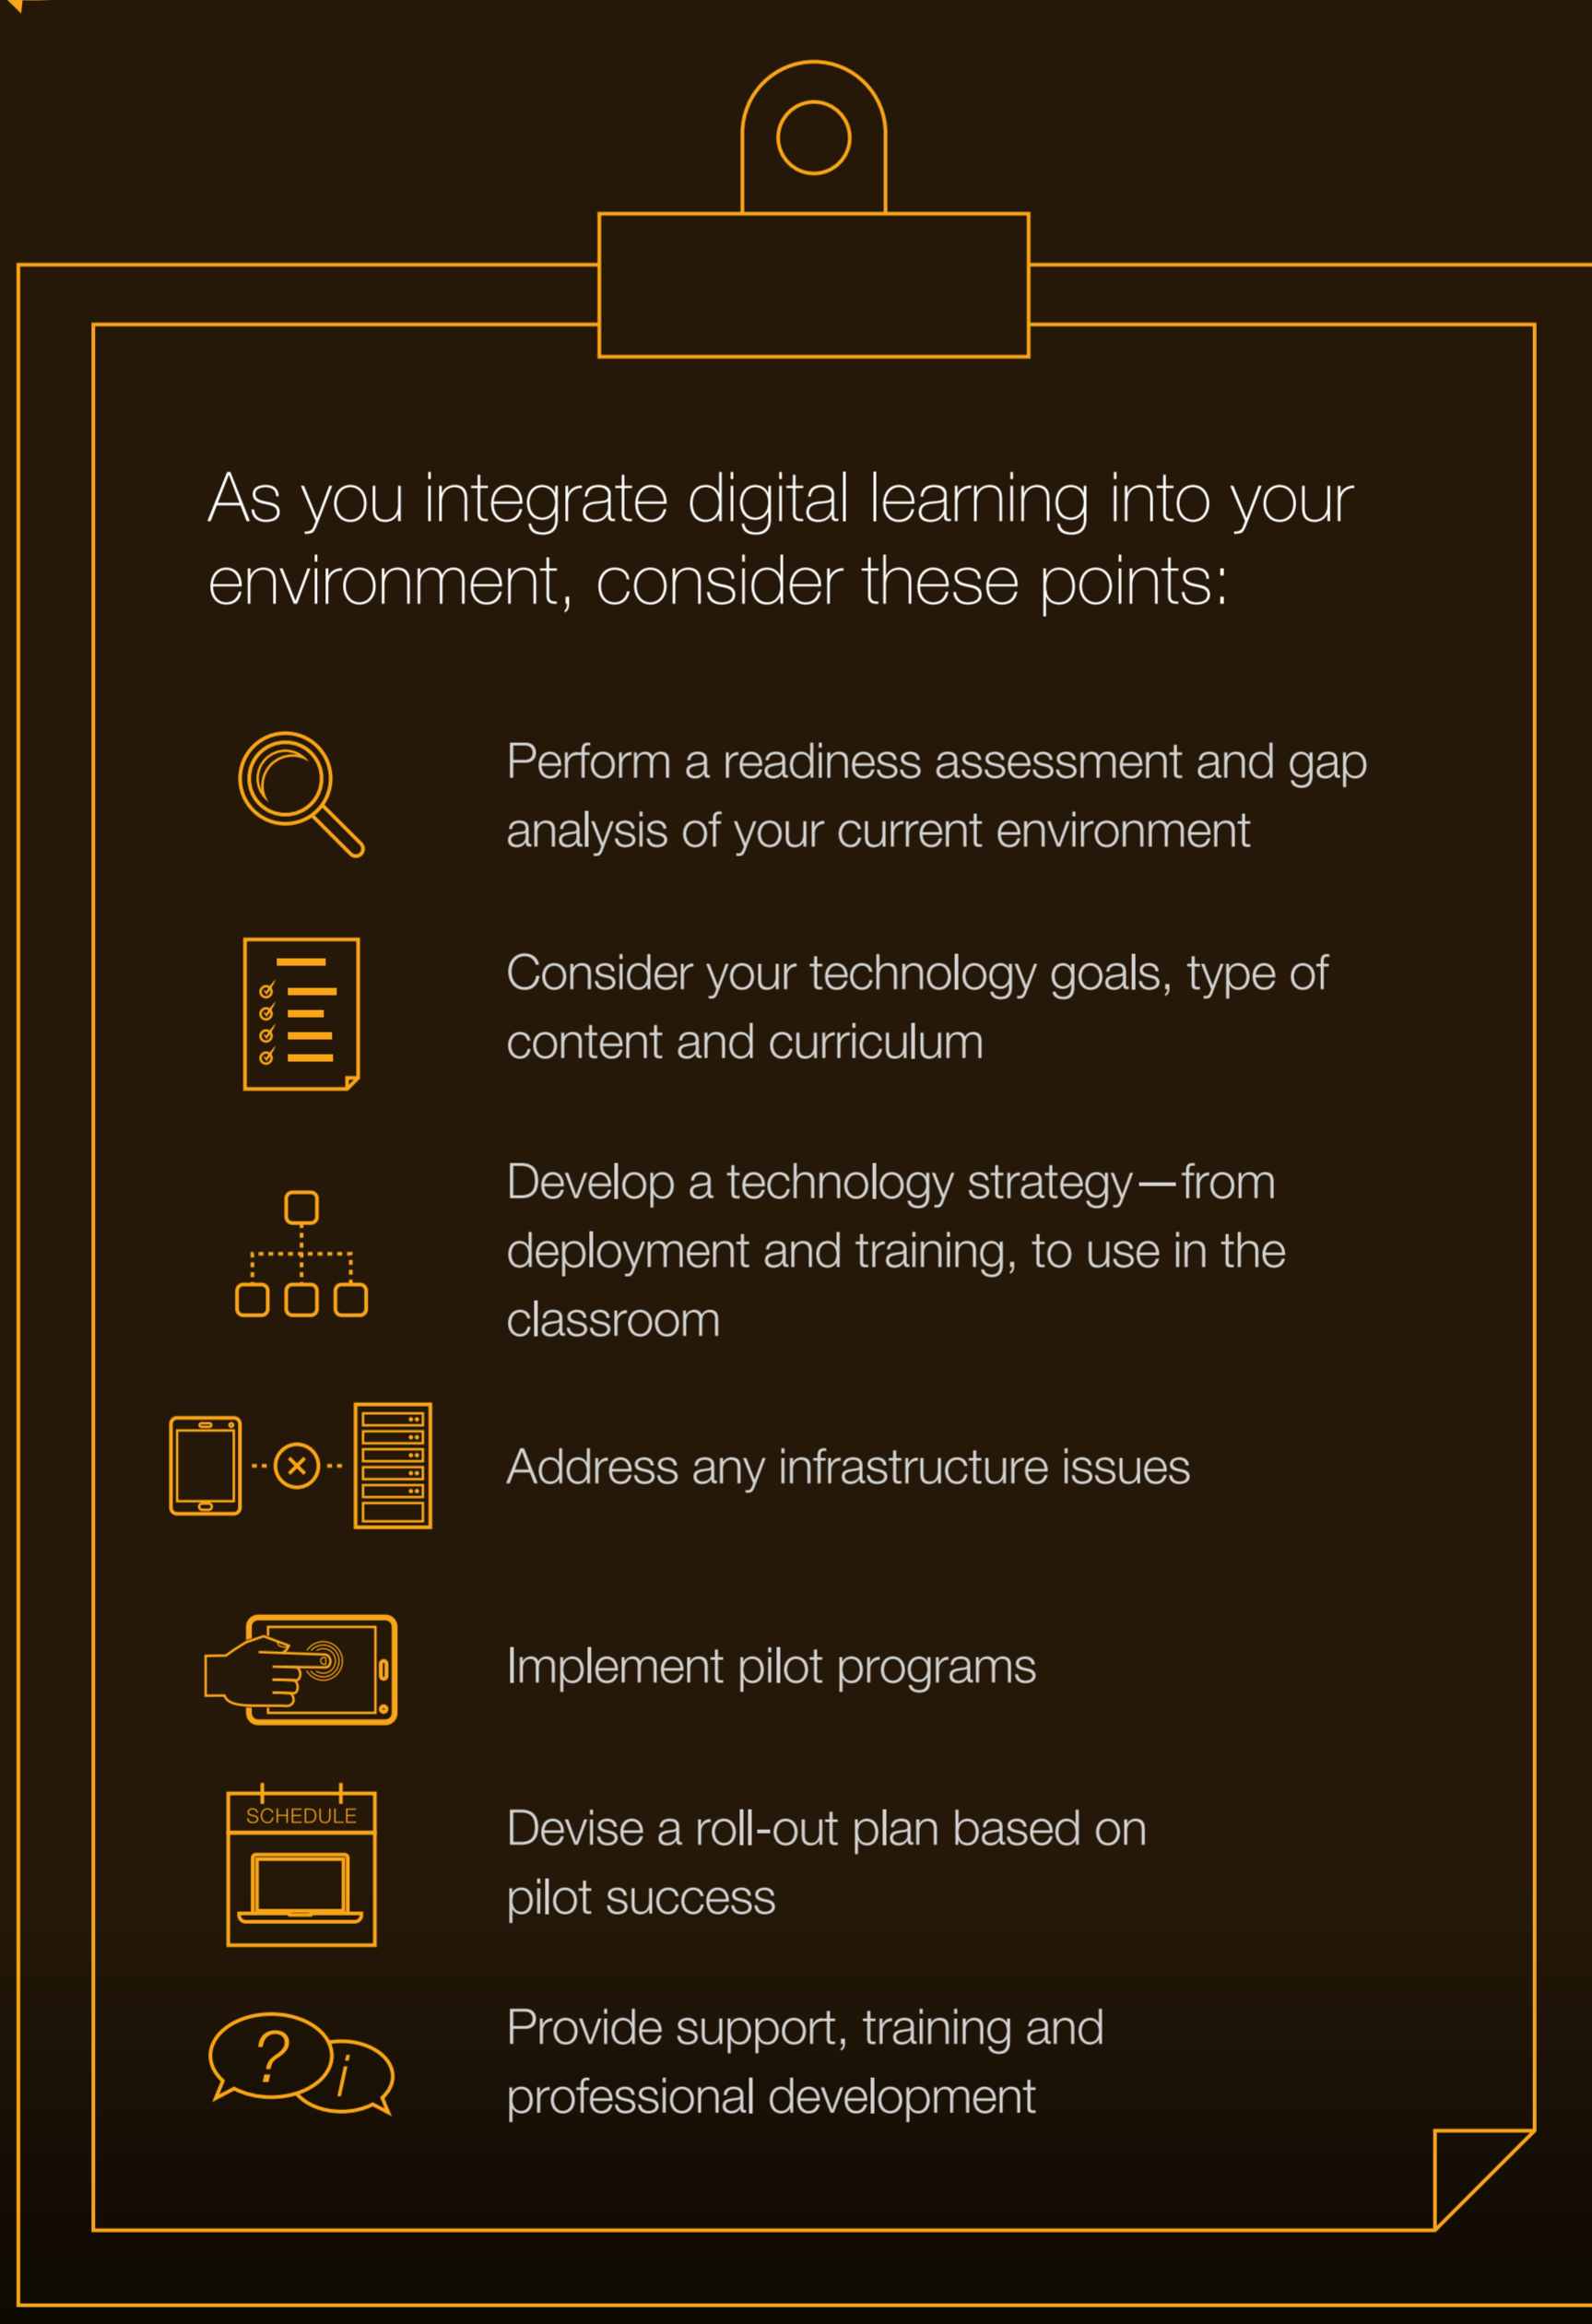 As you integrate digital learning into your
environment, consider these points:
Perform a readiness assessment and gap
analysis of your current environment
Consider your technology goals, type of
content and curriculum
Develop a technology strategy—from
deployment and training, to use in the
classroom
Address any infrastructure issues
Implement pilot programs
SCHEDULE
Devise a roll-out plan based on
pilot success
? i
Provide support, training and
professional development